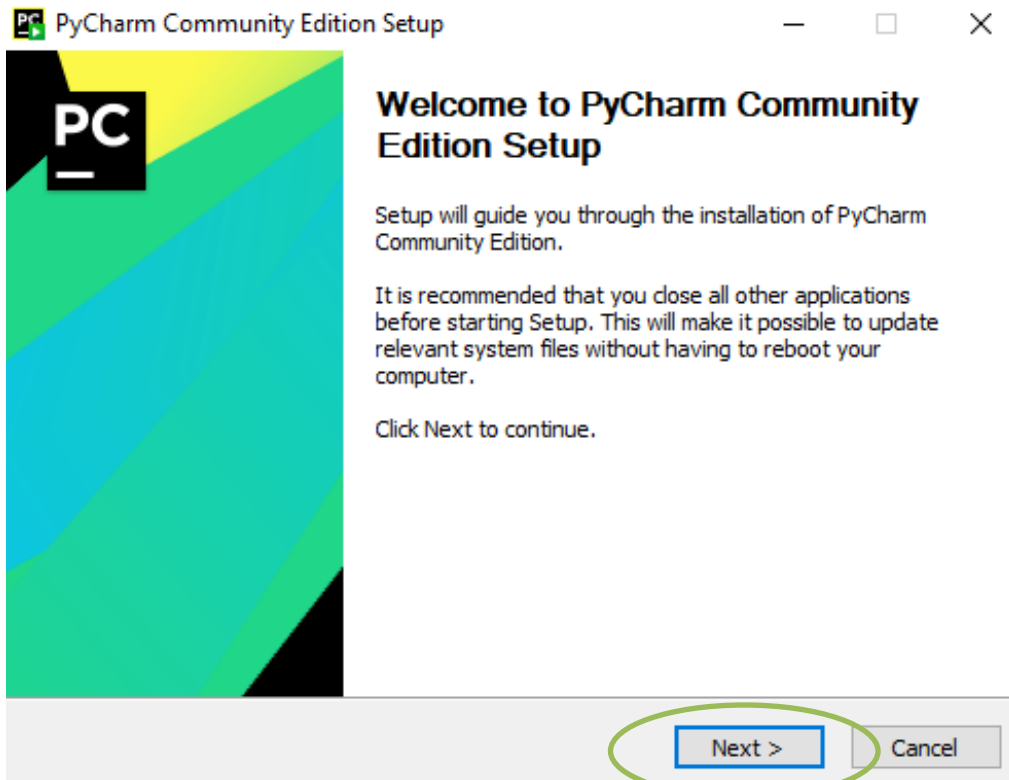 PyCharm Community Edition Setup
PC
Welcome to PyCharm Community
Edition Setup
Setup will guide you through the installation of PyCharm
Community Edition.
It is recommended that you close all other applications
before starting Setup. This will make it possible to update
relevant system files without having to reboot your
computer.
Click Next to continue.
Next >
Cancel